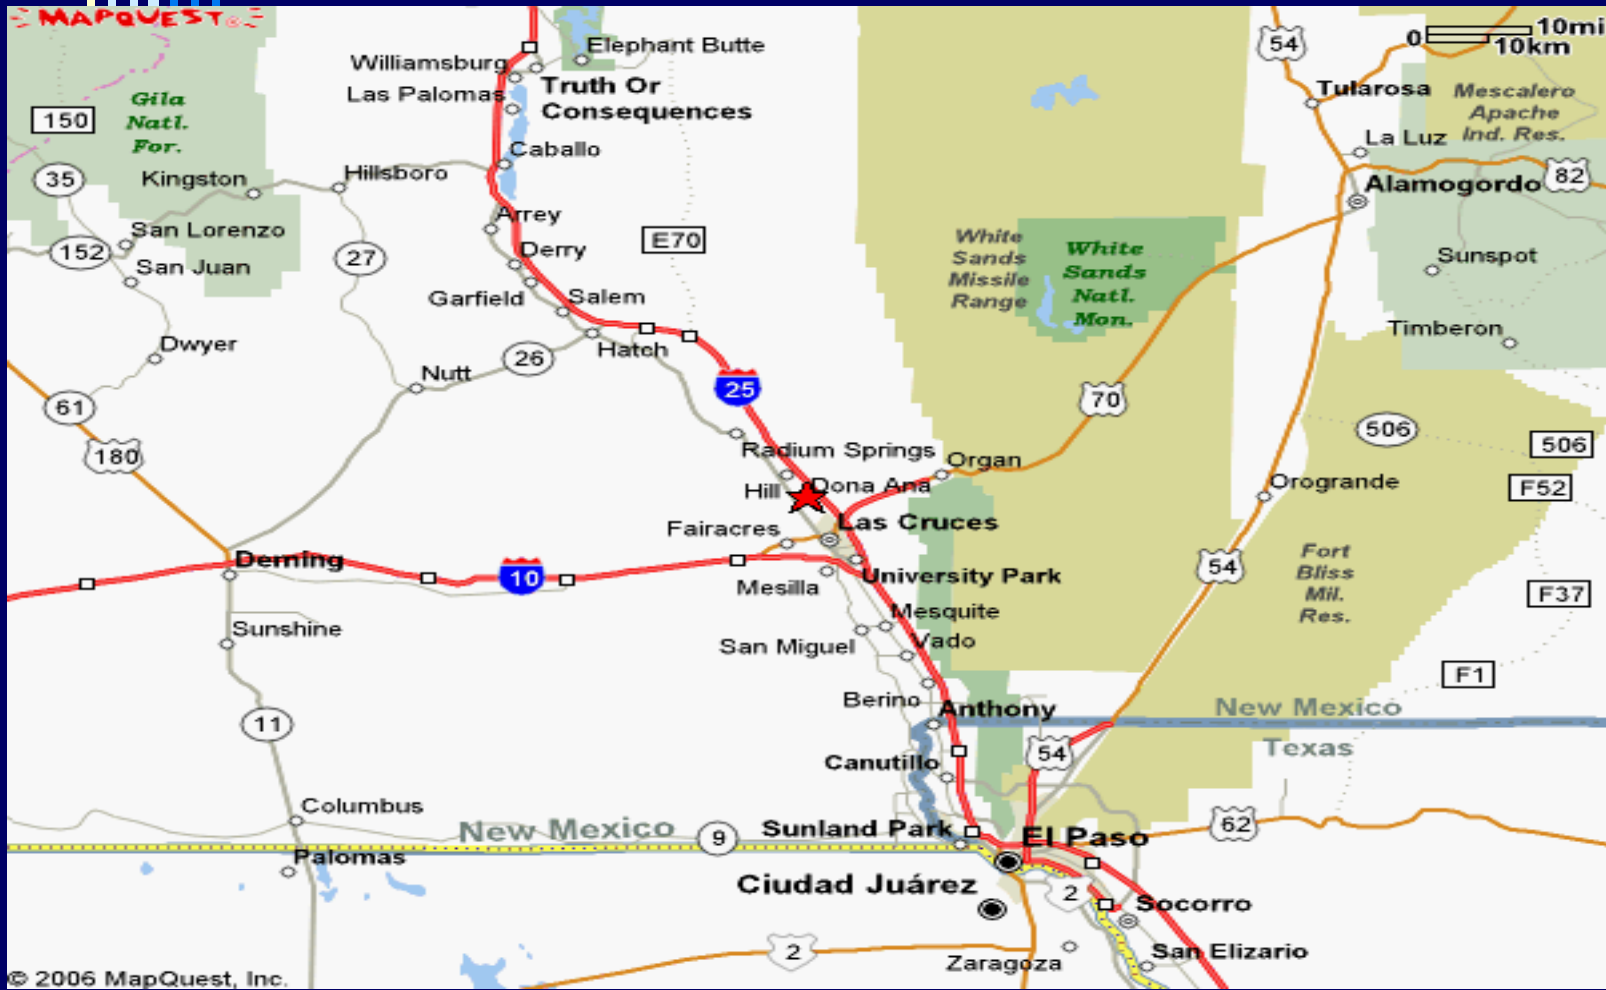 MAPQUEST
0
10mi
10km
Elephant Butte
Williamsburg
54
Truth Or
Consequences
Las Palomas
Tularosa
Mescalero
Apache
Ind. Res.
Gila
Natl.
For.
150
La Luz
Caballo
Hillsboro
Kingston
35
82
Alamogordo
Arrey
San Lorenzo
152
27
E70
White
Sands
Missile
Range
White
Sands
Natl.
Mon.
Derry
Sunspot
San Juan
Garfield
Salem
Timberon
Dwyer
Hatch
26
Nutt
25
70
61
506
506
180
Radium Springs
Organ
Hill
Dona Ana
Orogrande
F52
Las Cruces
Fairacres
Deming
10
54
Fort
Bliss
Mil.
Res.
University Park
Mesilla
F37
Mesquite
Sunshine
San Miguel
Vado
F1
Berino
Anthony
New Mexico
11
54
Texas
Canutillo
Columbus
New Mexico
9
Sunland Park
El Paso
62
Palomas
Ciudad Juárez
2
Socorro
2
San Elizario
Zaragoza
© 2006 MapQuest, Inc.